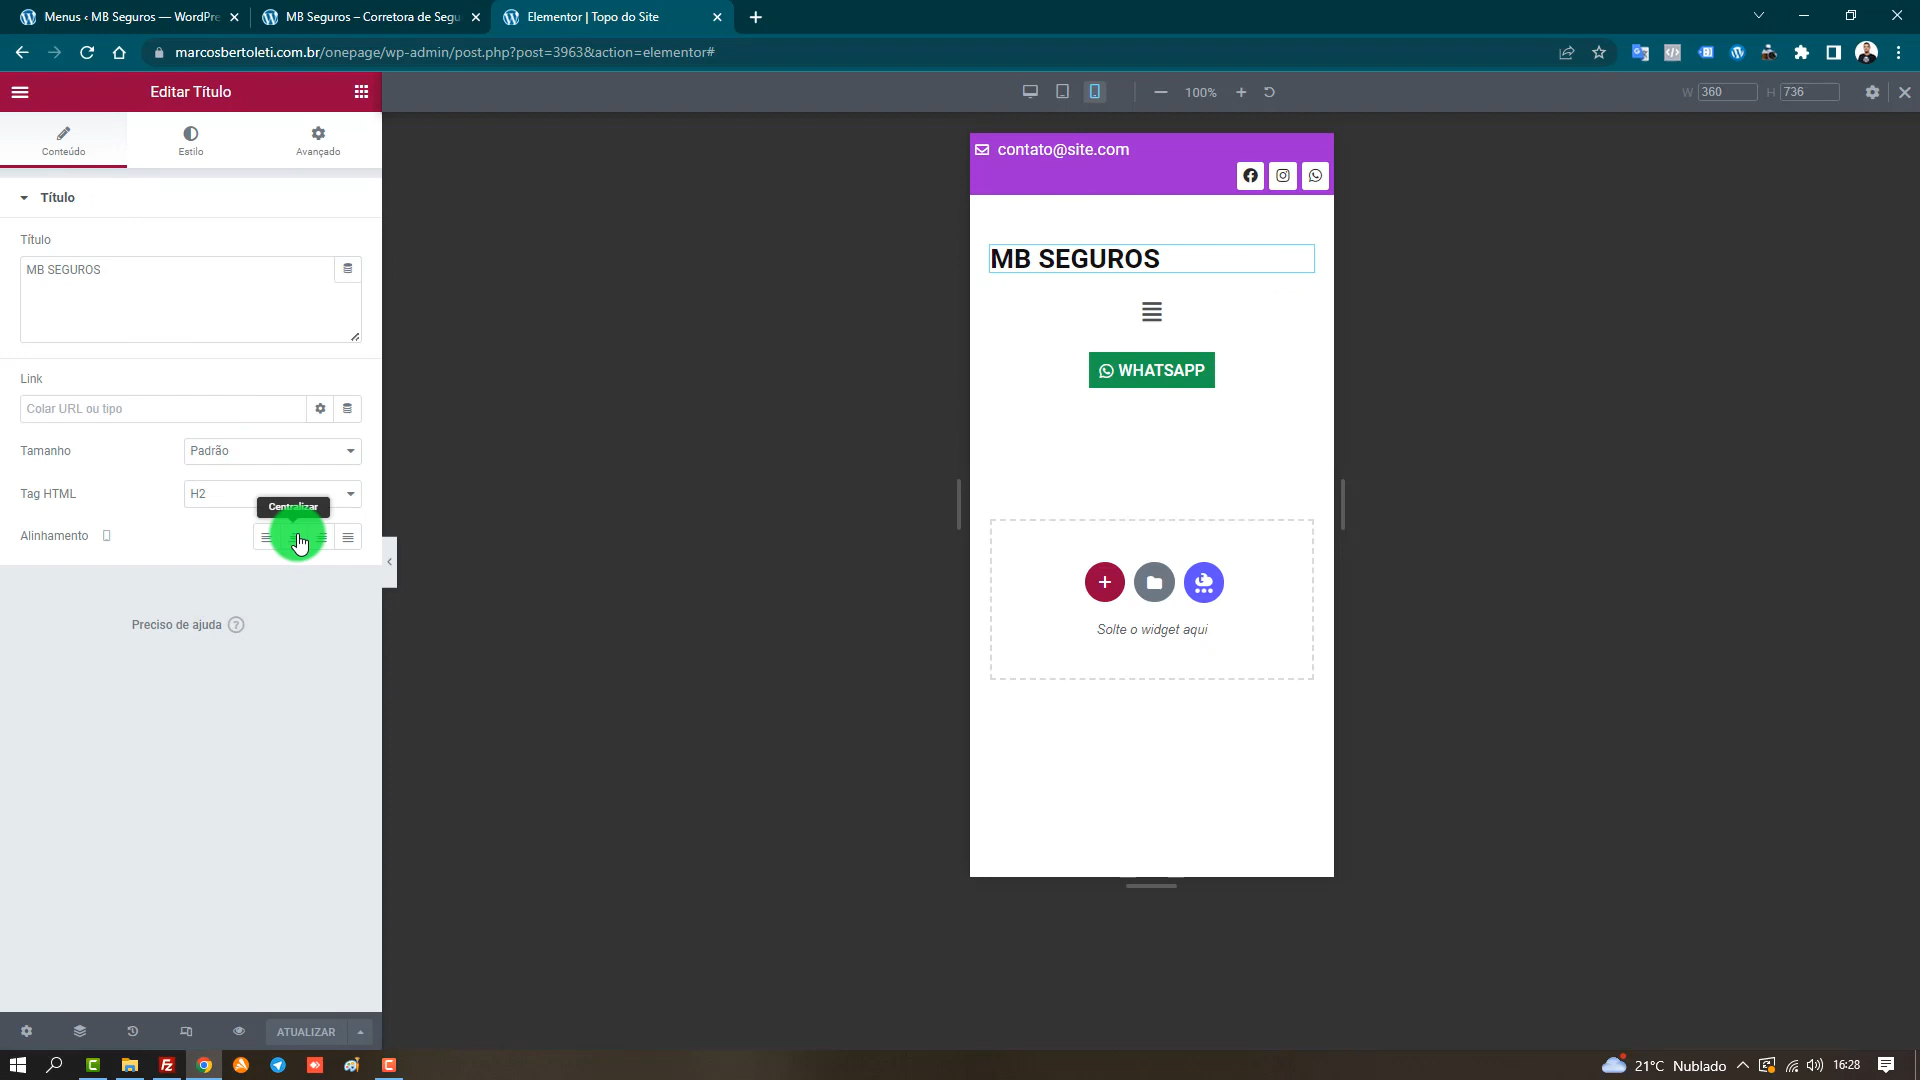 Menus ‹ MB Seguros — WordPre
MB Seguros – Corretora de Segu
Elementor | Topo do Site
marcosbertoleti.com.br/onepage/wp-admin/post.php?post=3963&action=elementor#
Editar Título
100%
W 360 H 736
Conteúdo
Estilo
Avançado
Título
Título
MB SEGUROS
Link
Colar URL ou tipo
Tamanho
Padrão
Tag HTML
H2
Centralizar
Alinhamento
Preciso de ajuda ?
ATUALIZAR
contato@site.com
MB SEGUROS
WHATSAPP
Solte o widget aqui
21°C Nublado
16:28